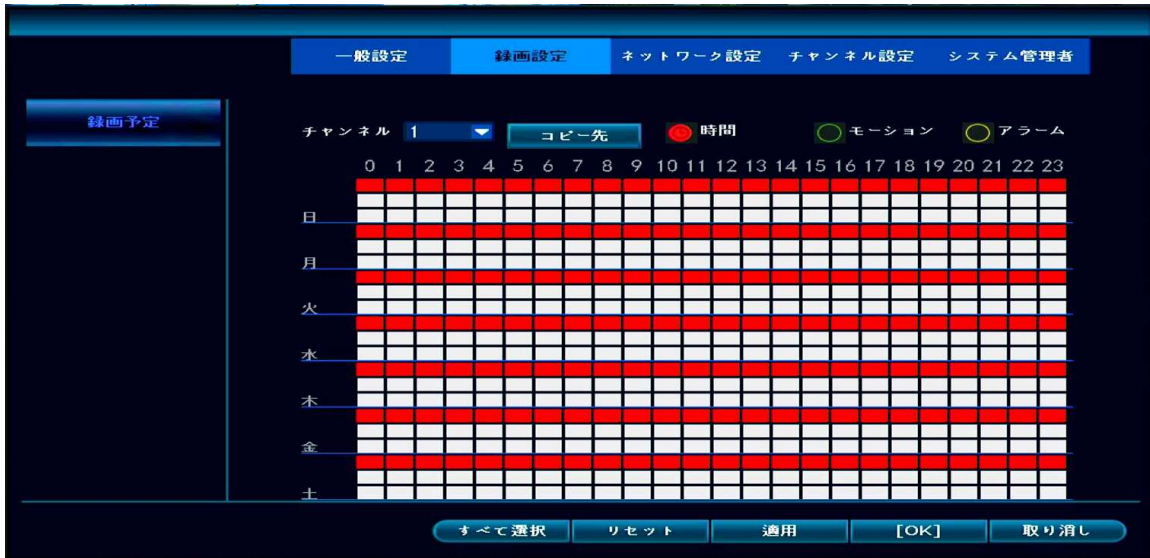 一般設定 録画設定 ネットワーク設定 チャンネル設定 システム管理者
録画予定
チャンネル 1 コピー先 時間 モーション アラーム
0 1 2 3 4 5 6 7 8 9 10 11 12 13 14 15 16 17 18 19 20 21 22 23
日
月
火
水
木
金
土
すべて選択 リセット 適用 [OK] 取り消し